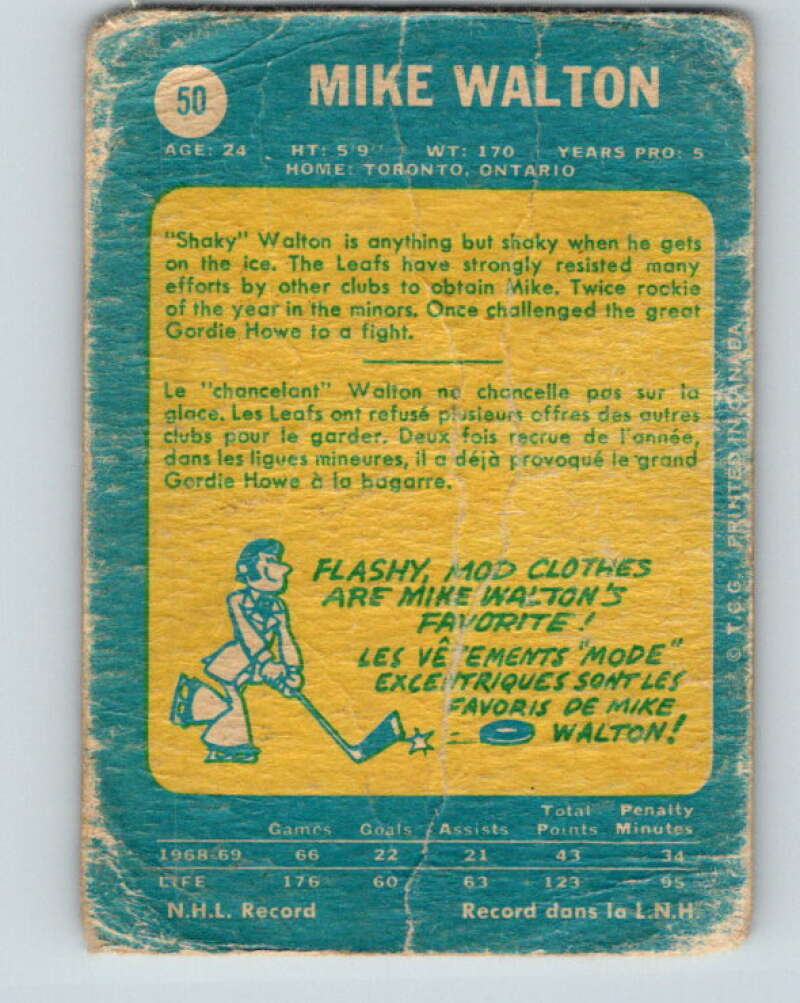 50
MIKE WALTON
AGE: 24 HT: 5'9" WT: 170 YEARS PRO: 5
HOME: TORONTO, ONTARIO
"Shaky" Walton is anything but shaky when he gets
on the ice. The Leafs have strongly resisted many
efforts by other clubs to obtain Mike. Twice rookie
of the year in the minors. Once challenged the great
Gordie Howe to a fight.
Le "chancelant" Walton ne chancelle pas sur la
glace. Les Leafs ont refusé plusieurs offres des autres
clubs pour le garder. Deux fois recrue de l'année,
dans les ligues mineures, il a déjà provoqué le grand
Gordie Howe à la bagarre.
FLASHY, MOD CLOTHES
ARE MIKE WALTON'S
FAVORITE!
LES VÊTEMENTS "MODE"
EXCENTRIQUES SONT LES
FAVORIS DE MIKE
WALTON!
© T.C.G. PRINTED IN CANADA
Total Penalty
Games Goals Assists Points Minutes
1968-69 66 22 21 43 34
LIFE 176 60 63 123 95
N.H.L. Record Record dans la L.N.H.